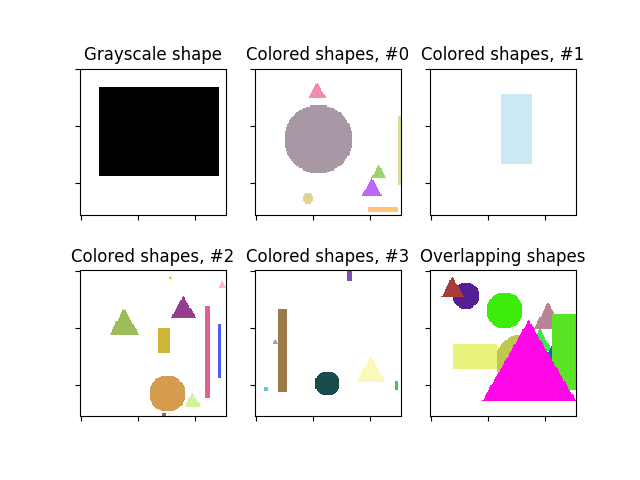 Grayscale shape
Colored shapes, #0
Colored shapes, #1
Colored shapes, #2
Colored shapes, #3
Overlapping shapes